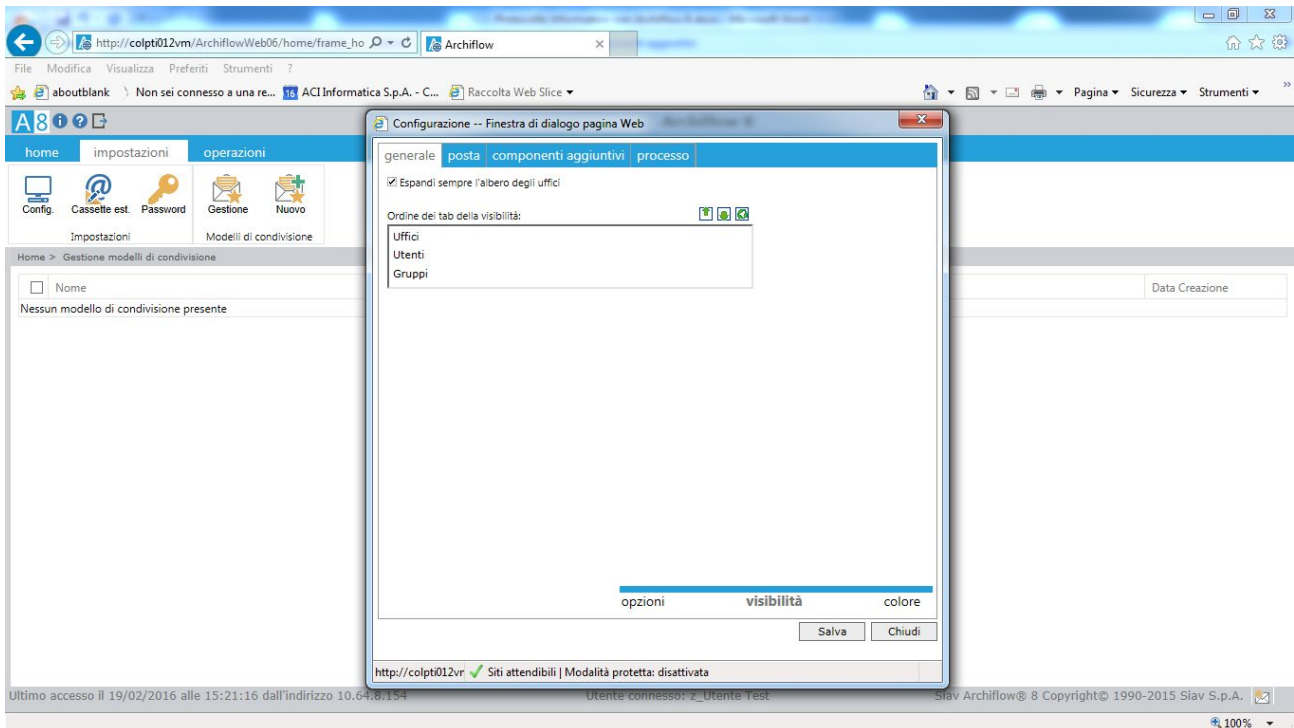 http://colpti012vm/ArchiflowWeb06/home/frame_ho
Archiflow
File Modifica Visualizza Preferiti Strumenti ?
aboutblank Non sei connesso a una re... 16 ACI Informatica S.p.A. - C... Raccolta Web Slice
Pagina Sicurezza Strumenti
A8
home impostazioni operazioni
Config. Cassette est. Password Gestione Nuovo
Impostazioni Modelli di condivisione
Home > Gestione modelli di condivisione
Nome Data Creazione
Nessun modello di condivisione presente
Configurazione -- Finestra di dialogo pagina Web
generale posta componenti aggiuntivi processo
Espandi sempre l'albero degli uffici
Ordine dei tab della visibilità:
Uffici
Utenti
Gruppi
opzioni visibilità colore
Salva Chiudi
http://colpti012vr Siti attendibili | Modalità protetta: disattivata
Ultimo accesso il 19/02/2016 alle 15:21:16 dall'indirizzo 10.64.8.154 Utente connesso: z_Utente Test Siav Archiflow® 8 Copyright© 1990-2015 Siav S.p.A.
100%